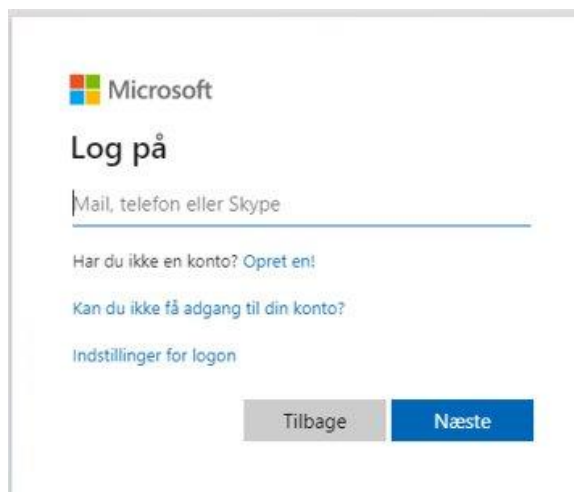 Microsoft
Log på
Mail, telefon eller Skype
Har du ikke en konto? Opret en!
Kan du ikke få adgang til din konto?
Indstillinger for logon
Tilbage Næste